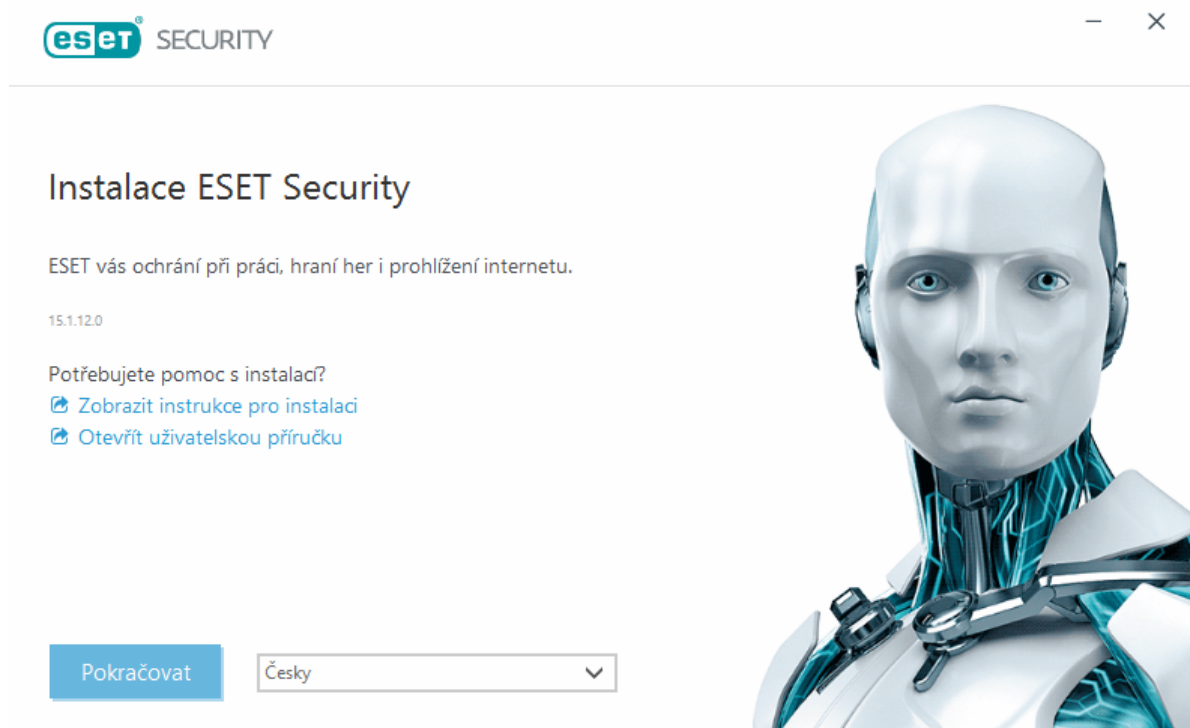 eset® SECURITY
Instalace ESET Security
ESET vás ochrání při práci, hraní her i prohlížení internetu.
15.1.12.0
Potřebujete pomoc s instalací?
Zobrazit instrukce pro instalaci
Otevřít uživatelskou příručku
Pokračovat
Česky